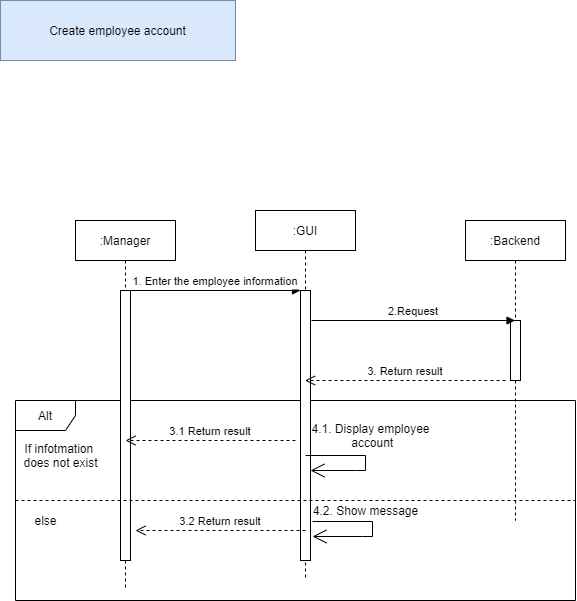 Create employee account
:GUI
:Manager
:Backend
1. Enter the employee information
2.Request
3. Return result
Alt
3.1 Return result
4.1. Display employee
account
If infotmation
does not exist
4.2. Show message
else
3.2 Return result